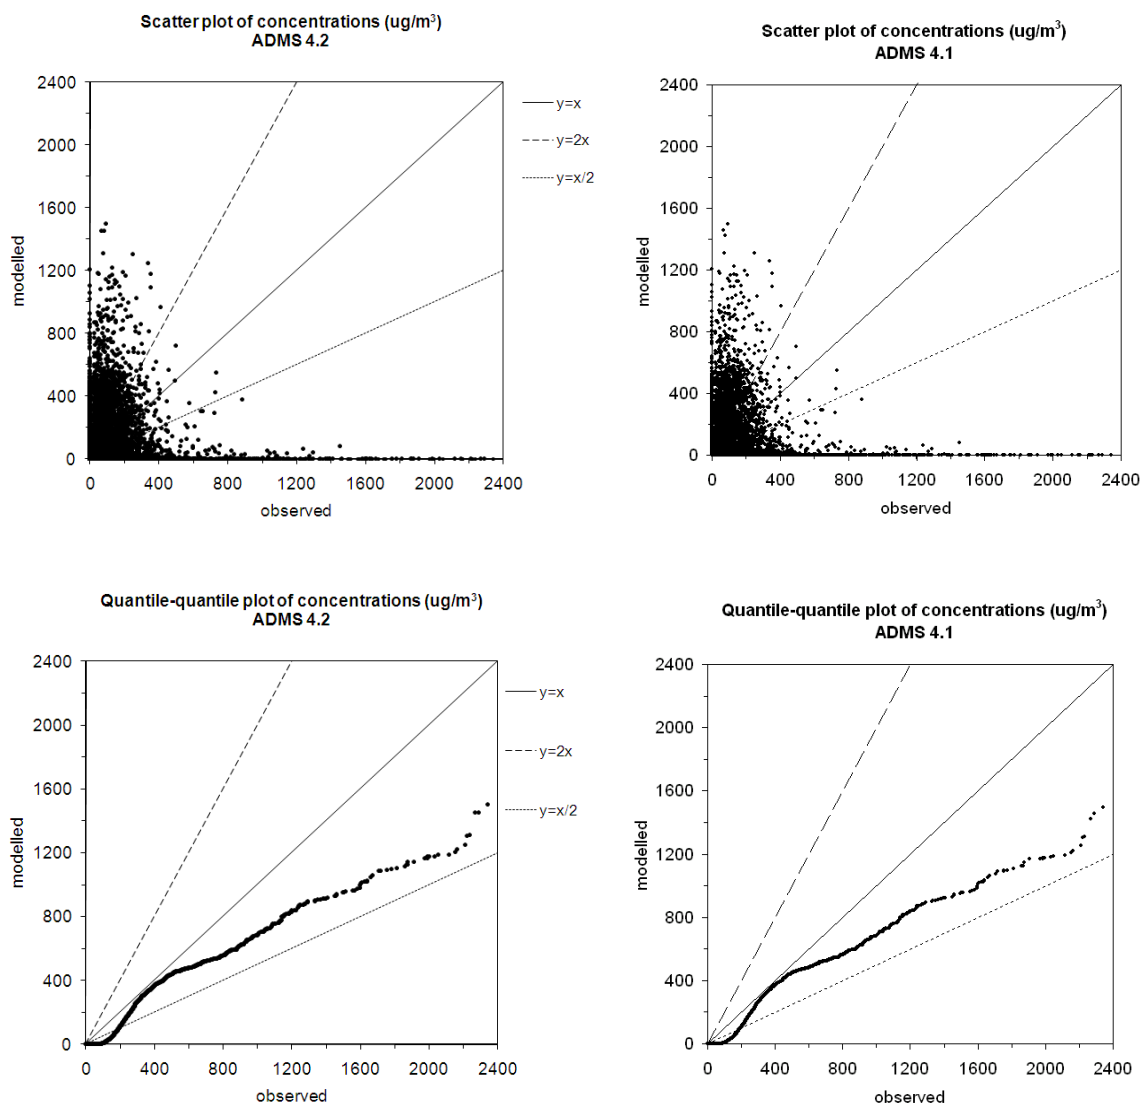 Scatter plot of concentrations (ug/m³)
ADMS 4.2
2400
2000
1600
1200
800
400
0
modelled
0 400 800 1200 1600 2000 2400
observed
y=x
y=2x
y=x/2
Scatter plot of concentrations (ug/m³)
ADMS 4.1
2400
2000
1600
1200
800
400
0
modelled
0 400 800 1200 1600 2000 2400
observed
Quantile-quantile plot of concentrations (ug/m³)
ADMS 4.2
2400
2000
1600
1200
800
400
0
modelled
0 400 800 1200 1600 2000 2400
observed
y=x
y=2x
y=x/2
Quantile-quantile plot of concentrations (ug/m³)
ADMS 4.1
2400
2000
1600
1200
800
400
0
modelled
0 400 800 1200 1600 2000 2400
observed